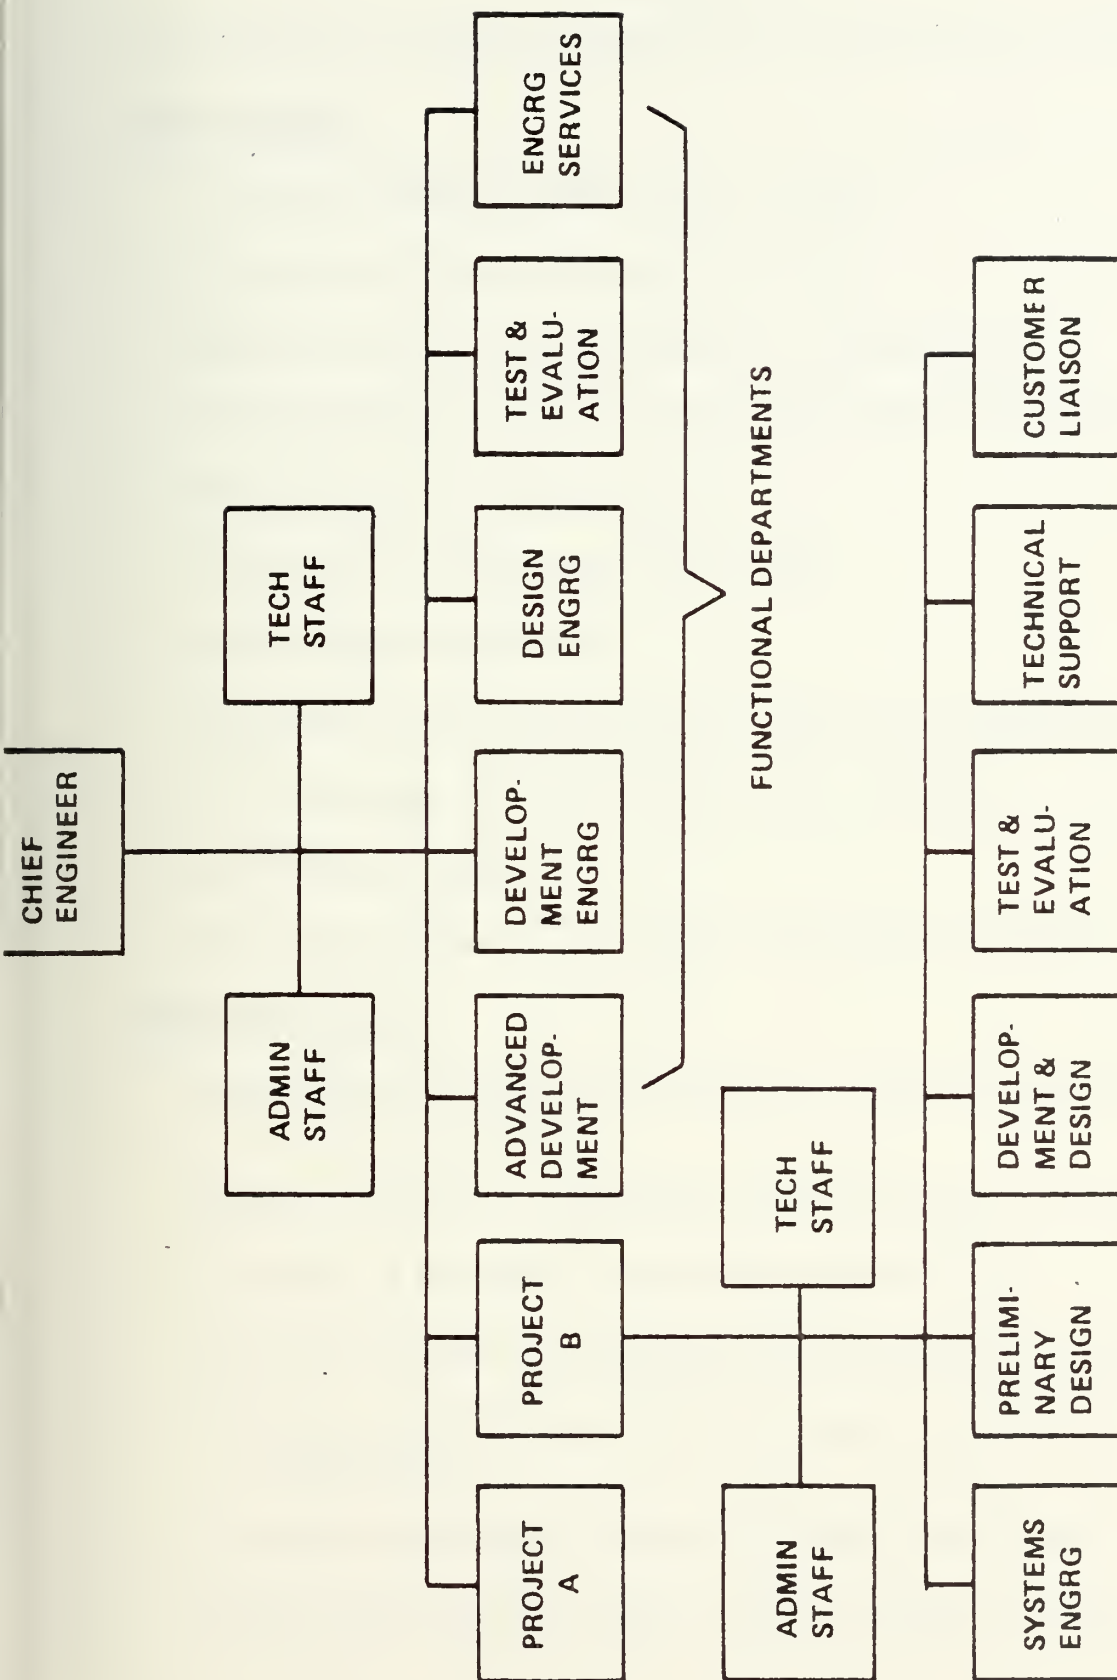 CHIEF
ENGINEER
ADMIN
STAFF
TECH
STAFF
PROJECT
A
PROJECT
B
ADVANCED
DEVELOP-
MENT
DEVELOP-
MENT
ENGRG
DESIGN
ENGRG
TEST &
EVALU-
ATION
ENGRG
SERVICES
FUNCTIONAL DEPARTMENTS
ADMIN
STAFF
TECH
STAFF
SYSTEMS
ENGRG
PRELIMI-
NARY
DESIGN
DEVELOP-
MENT &
DESIGN
TEST &
EVALU-
ATION
TECHNICAL
SUPPORT
CUSTOMER
LIAISON